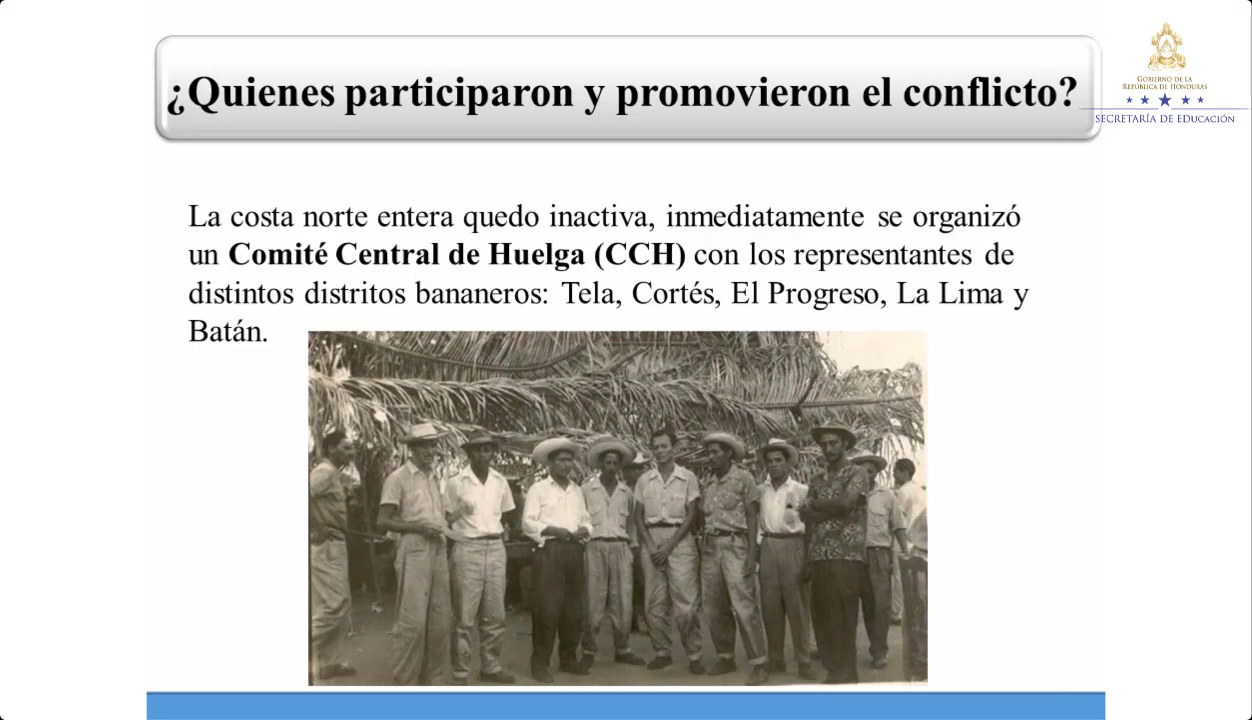 ¿Quienes participaron y promovieron el conflicto?
GOBIERNO DE LA
REPÚBLICA DE HONDURAS
SECRETARÍA DE EDUCACIÓN
La costa norte entera quedo inactiva, inmediatamente se organizó
un Comité Central de Huelga (CCH) con los representantes de
distintos distritos bananeros: Tela, Cortés, El Progreso, La Lima y
Batán.